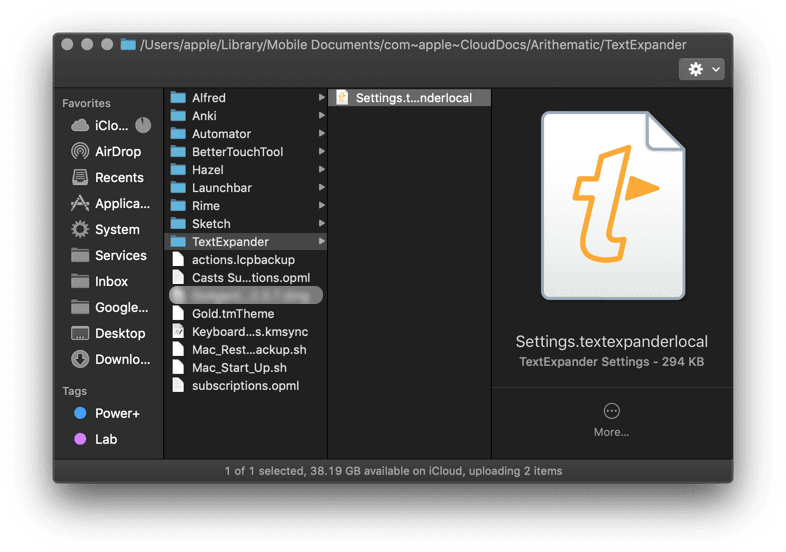 /Users/apple/Library/Mobile Documents/com~apple~CloudDocs/Arithematic/TextExpander
Favorites
iClo...
AirDrop
Recents
Applica...
System
Services
Inbox
Google...
Desktop
Downlo...
Tags
Power+
Lab
Alfred
Anki
Automator
BetterTouchTool
Hazel
Launchbar
Rime
Sketch
TextExpander
actions.lcpbackup
Casts Su...tions.opml
Gold.tmTheme
Keyboard...s.kmsync
Mac_Rest...ackup.sh
Mac_Start_Up.sh
subscriptions.opml
Settings.t...nderlocal
t
Settings.textexpanderlocal
TextExpander Settings - 294 KB
More...
1 of 1 selected, 38.19 GB available on iCloud, uploading 2 items